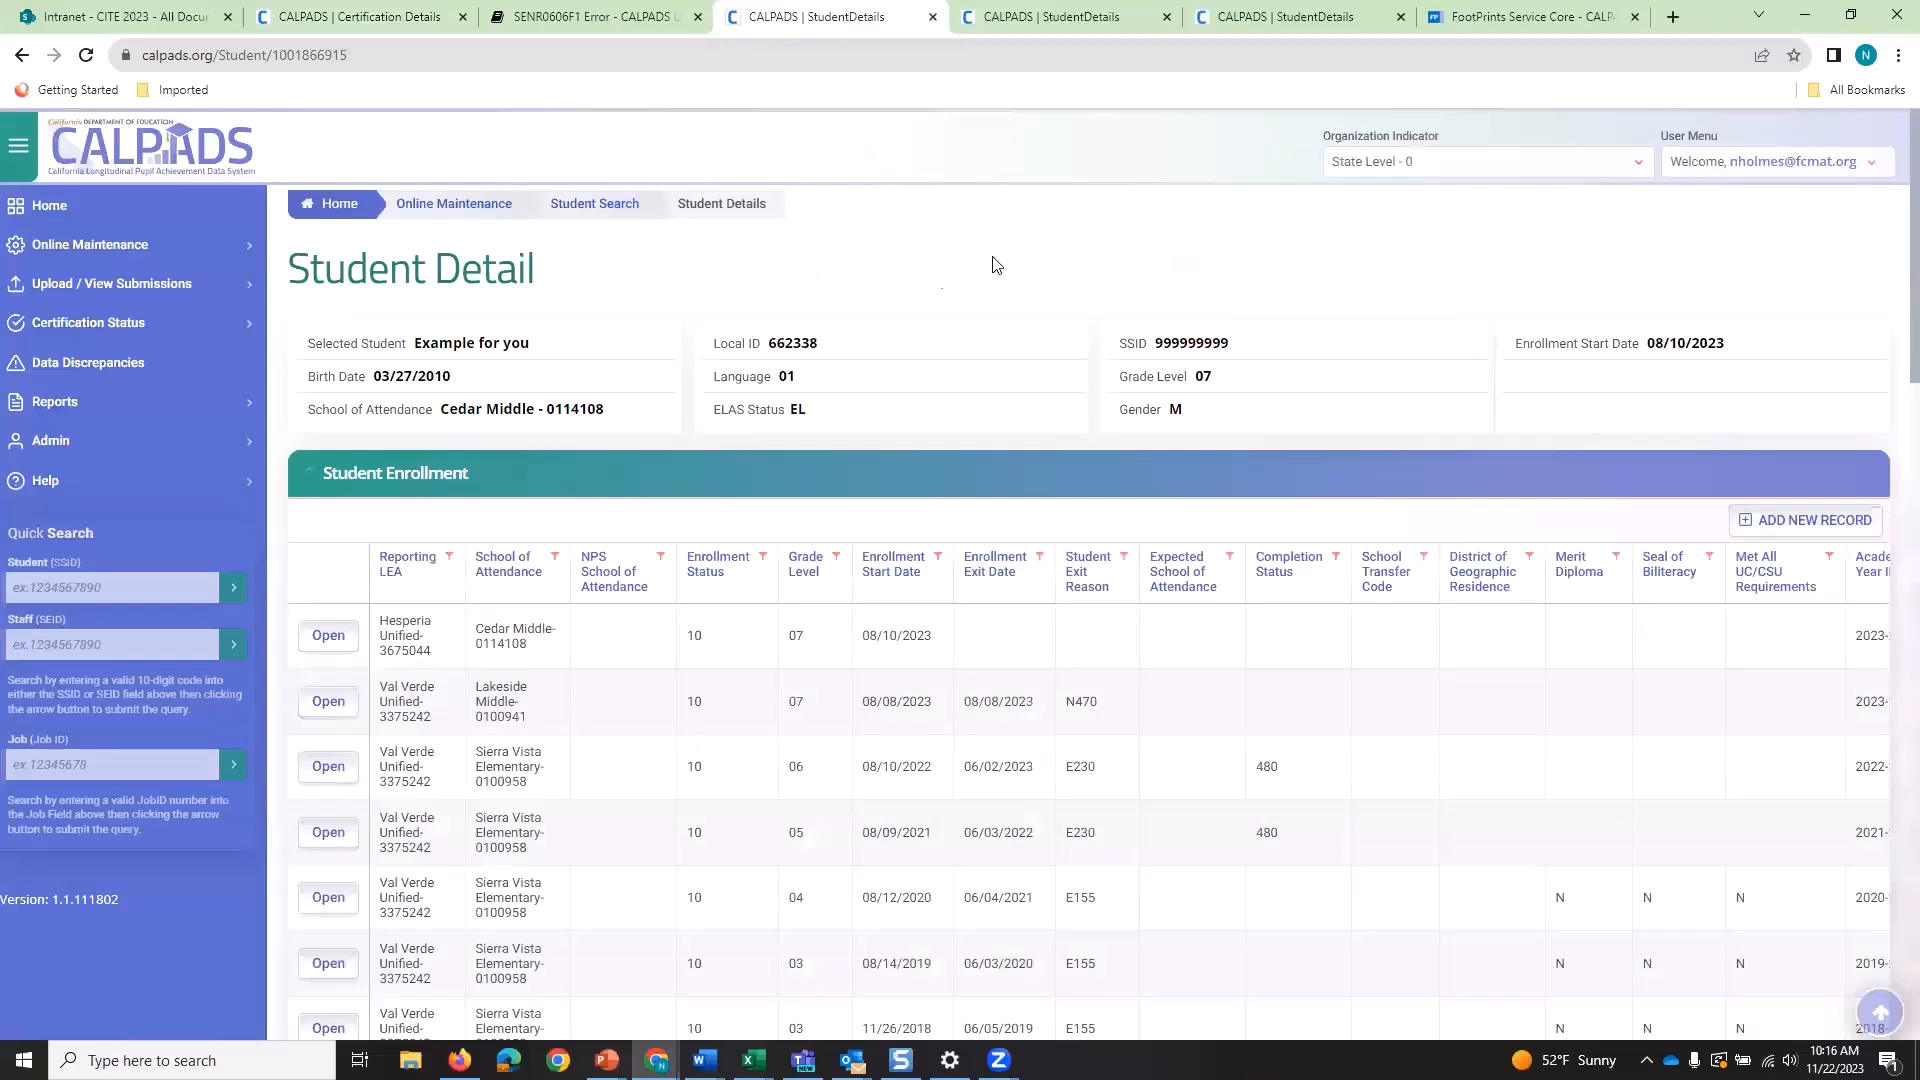 Intranet - CITE 2023 - All Docu
CALPADS | Certification Details
SENR0606F1 Error - CALPADS U
CALPADS | StudentDetails
CALPADS | StudentDetails
CALPADS | StudentDetails
FootPrints Service Core - CALP
calpads.org/Student/1001866915
N
Getting Started
Imported
All Bookmarks
California DEPARTMENT OF EDUCATION
CALPADS
California Longitudinal Pupil Achievement Data System
Organization Indicator
State Level - 0
User Menu
Welcome, nholmes@fcmat.org
Home
Online Maintenance
Upload / View Submissions
Certification Status
Data Discrepancies
Reports
Admin
Help
Quick Search
Student (SSID)
ex.1234567890
Staff (SEID)
ex.1234567890
Search by entering a valid 10-digit code into
either the SSID or SEID field above then clicking
the arrow button to submit the query.
Job (Job ID)
ex.12345678
Search by entering a valid JobID number into
the Job Field above then clicking the arrow
button to submit the query.
Version: 1.1.111802
Home Online Maintenance Student Search Student Details
Student Detail
Selected Student Example for you
Birth Date 03/27/2010
School of Attendance Cedar Middle - 0114108
Local ID 662338
Language 01
ELAS Status EL
SSID 999999999
Grade Level 07
Gender M
Enrollment Start Date 08/10/2023
Student Enrollment
ADD NEW RECORD
Reporting LEA
School of Attendance
NPS School of Attendance
Enrollment Status
Grade Level
Enrollment Start Date
Enrollment Exit Date
Student Exit Reason
Expected School of Attendance
Completion Status
School Transfer Code
District of Geographic Residence
Merit Diploma
Seal of Biliteracy
Met All UC/CSU Requirements
Acade Year I
Open Hesperia Unified-3675044 Cedar Middle-0114108 10 07 08/10/2023 2023-
Open Val Verde Unified-3375242 Lakeside Middle-0100941 10 07 08/08/2023 08/08/2023 N470 2023-
Open Val Verde Unified-3375242 Sierra Vista Elementary-0100958 10 06 08/10/2022 06/02/2023 E230 480 2022-
Open Val Verde Unified-3375242 Sierra Vista Elementary-0100958 10 05 08/09/2021 06/03/2022 E230 480 2021-
Open Val Verde Unified-3375242 Sierra Vista Elementary-0100958 10 04 08/12/2020 06/04/2021 E155 N N N 2020-
Open Val Verde Unified-3375242 Sierra Vista Elementary-0100958 10 03 08/14/2019 06/03/2020 E155 N N N 2019-
Open Val Verde Unified- Sierra Vista Elementary- 10 03 11/26/2018 06/05/2019 E155 N N N 2018-
Type here to search
52°F Sunny
10:16 AM
11/22/2023